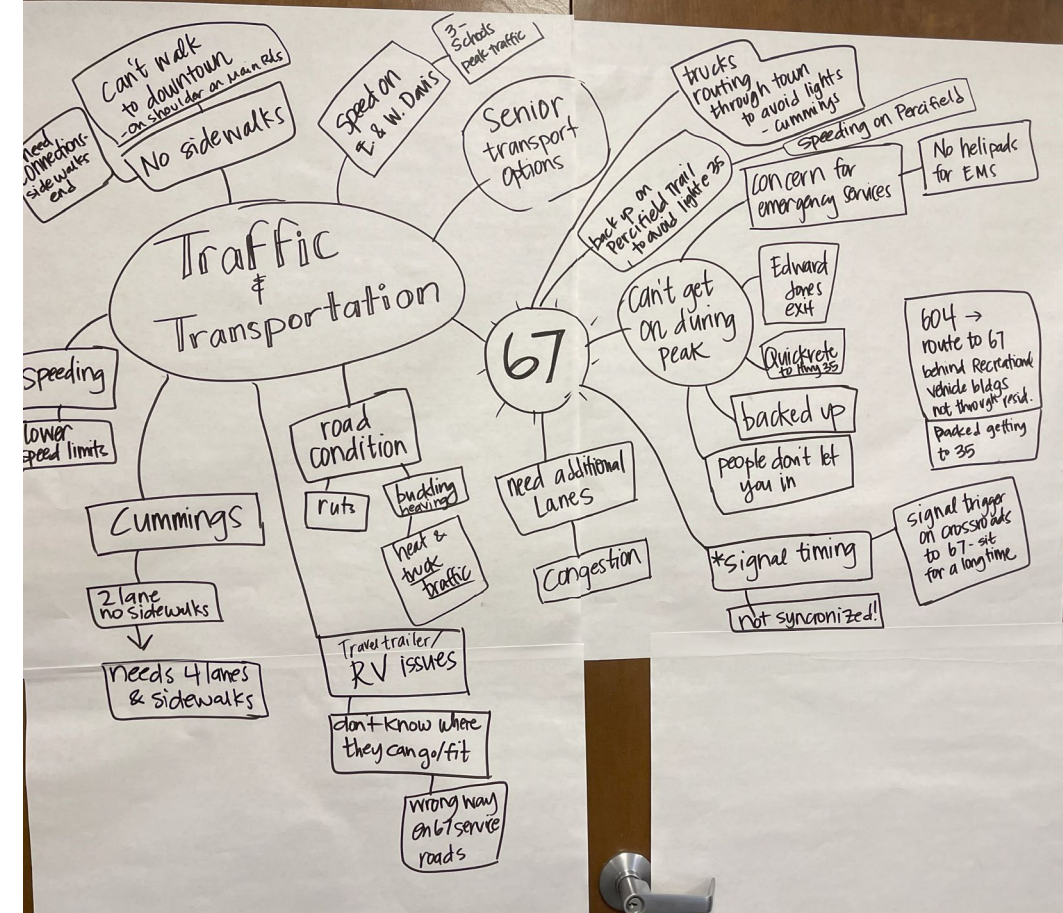 Can't walk
to downtown
-on shoulder on Main Rds
No sidewalks
need
connections-
sidewalks
end
Speed on
E. & W. Davis
3-
Schools
peak traffic
Senior
transport
options
Traffic
&
Transportation
Speeding
lower
speed limits
Cummings
2 lane
no sidewalks
needs 4 lanes
& sidewalks
road
condition
ruts
buckling
heaving
heat &
truck
traffic
Travel trailer/
RV issues
don't know where
they can go/fit
wrong way
on 67 service
roads
67
trucks
routing
through town
to avoid lights
- cummings
back up on
Percifield Trail
to avoid light @ 35
speeding on Percifield
Can't get
on during
peak
concern for
emergency services
No helipads
for EMS
Edward
Jones
exit
Quickrete
to Hwy 35
backed up
people don't let
you in
need additional
Lanes
Congestion
*Signal timing
not syncronized!
signal trigger
on crossroads
to 67 - sit
for a long time
604 →
route to 67
behind Recreational
vehicle bldgs
not through resid.
Backed getting
to 35